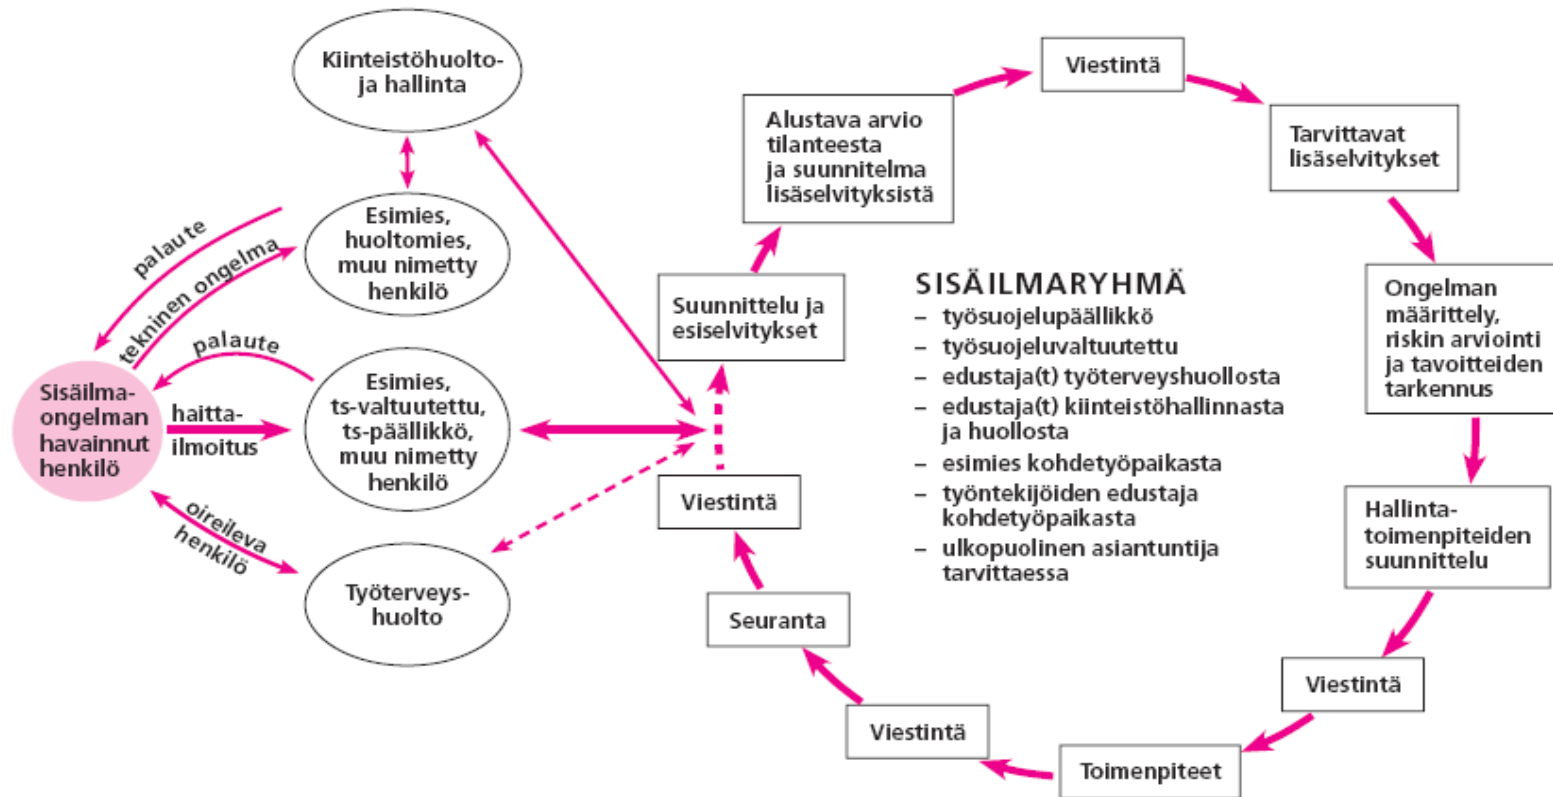 Kiinteistöhuolto-
ja hallinta
Esimies,
huoltomies,
muu nimetty
henkilö
palaute
tekninen ongelma
palaute
Sisäilma-
ongelman
havainnut
henkilö
haitta-
ilmoitus
Esimies,
ts-valtuutettu,
ts-päällikkö,
muu nimetty
henkilö
oireileva
henkilö
Työterveys-
huolto
Viestintä
Suunnittelu ja
esiselvitykset
Alustava arvio
tilanteesta
ja suunnitelma
lisäselvityksistä
Viestintä
Tarvittavat
lisäselvitykset
Ongelman
määrittely,
riskin arviointi
ja tavoitteiden
tarkennus
Hallinta-
toimenpiteiden
suunnittelu
Viestintä
Toimenpiteet
Viestintä
Seuranta
SISÄILMARYHMÄ
– työsuojelupäällikkö
– työsuojeluvaltuutettu
– edustaja(t) työterveyshuollosta
– edustaja(t) kiinteistöhallinnasta
ja huollosta
– esimies kohdetyöpaikasta
– työntekijöiden edustaja
kohdetyöpaikasta
– ulkopuolinen asiantuntija
tarvittaessa